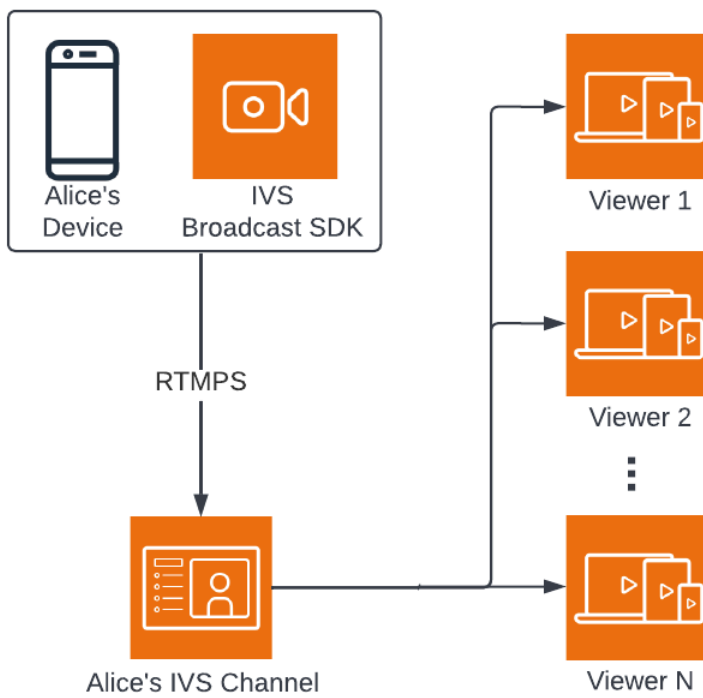 Alice's
Device
IVS
Broadcast SDK
RTMPS
Alice's IVS Channel
Viewer 1
Viewer 2
Viewer N